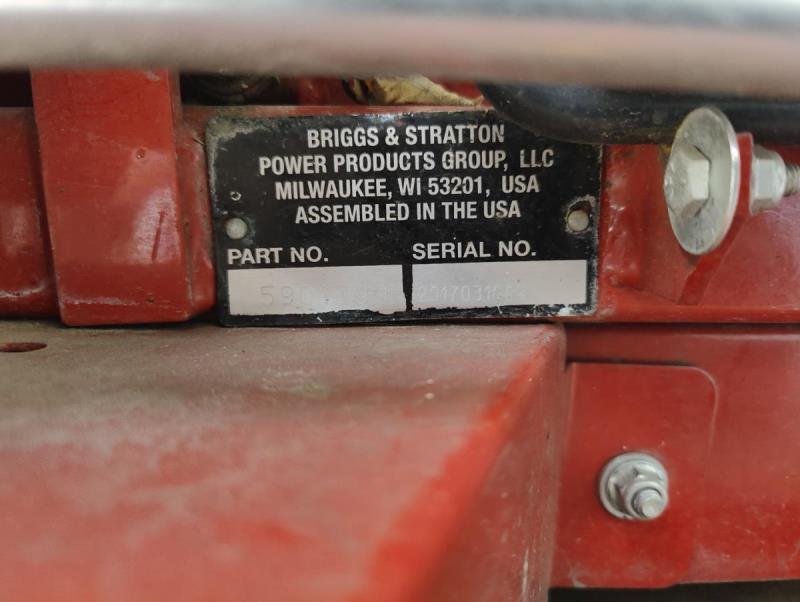 BRIGGS & STRATTON
POWER PRODUCTS GROUP, LLC
MILWAUKEE, WI 53201, USA
ASSEMBLED IN THE USA
PART NO. SERIAL NO.